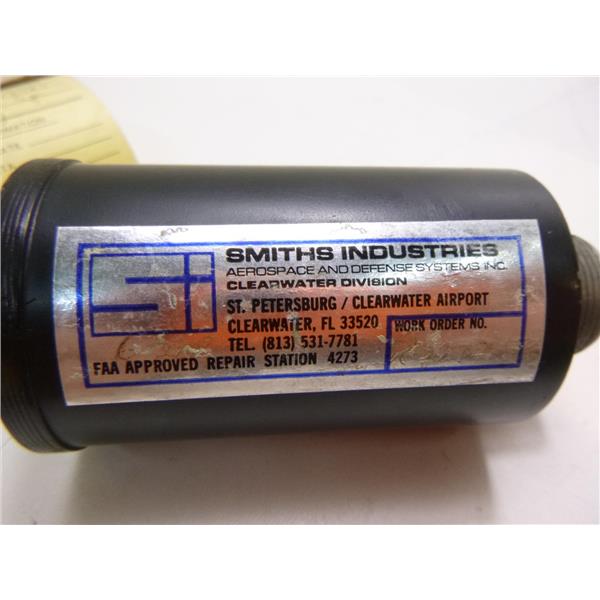 Si
SMITHS INDUSTRIES
AEROSPACE AND DEFENSE SYSTEMS INC.
CLEARWATER DIVISION
ST. PETERSBURG / CLEARWATER AIRPORT
CLEARWATER, FL 33520
WORK ORDER NO.
TEL. (813) 531-7781
FAA APPROVED REPAIR STATION 4273